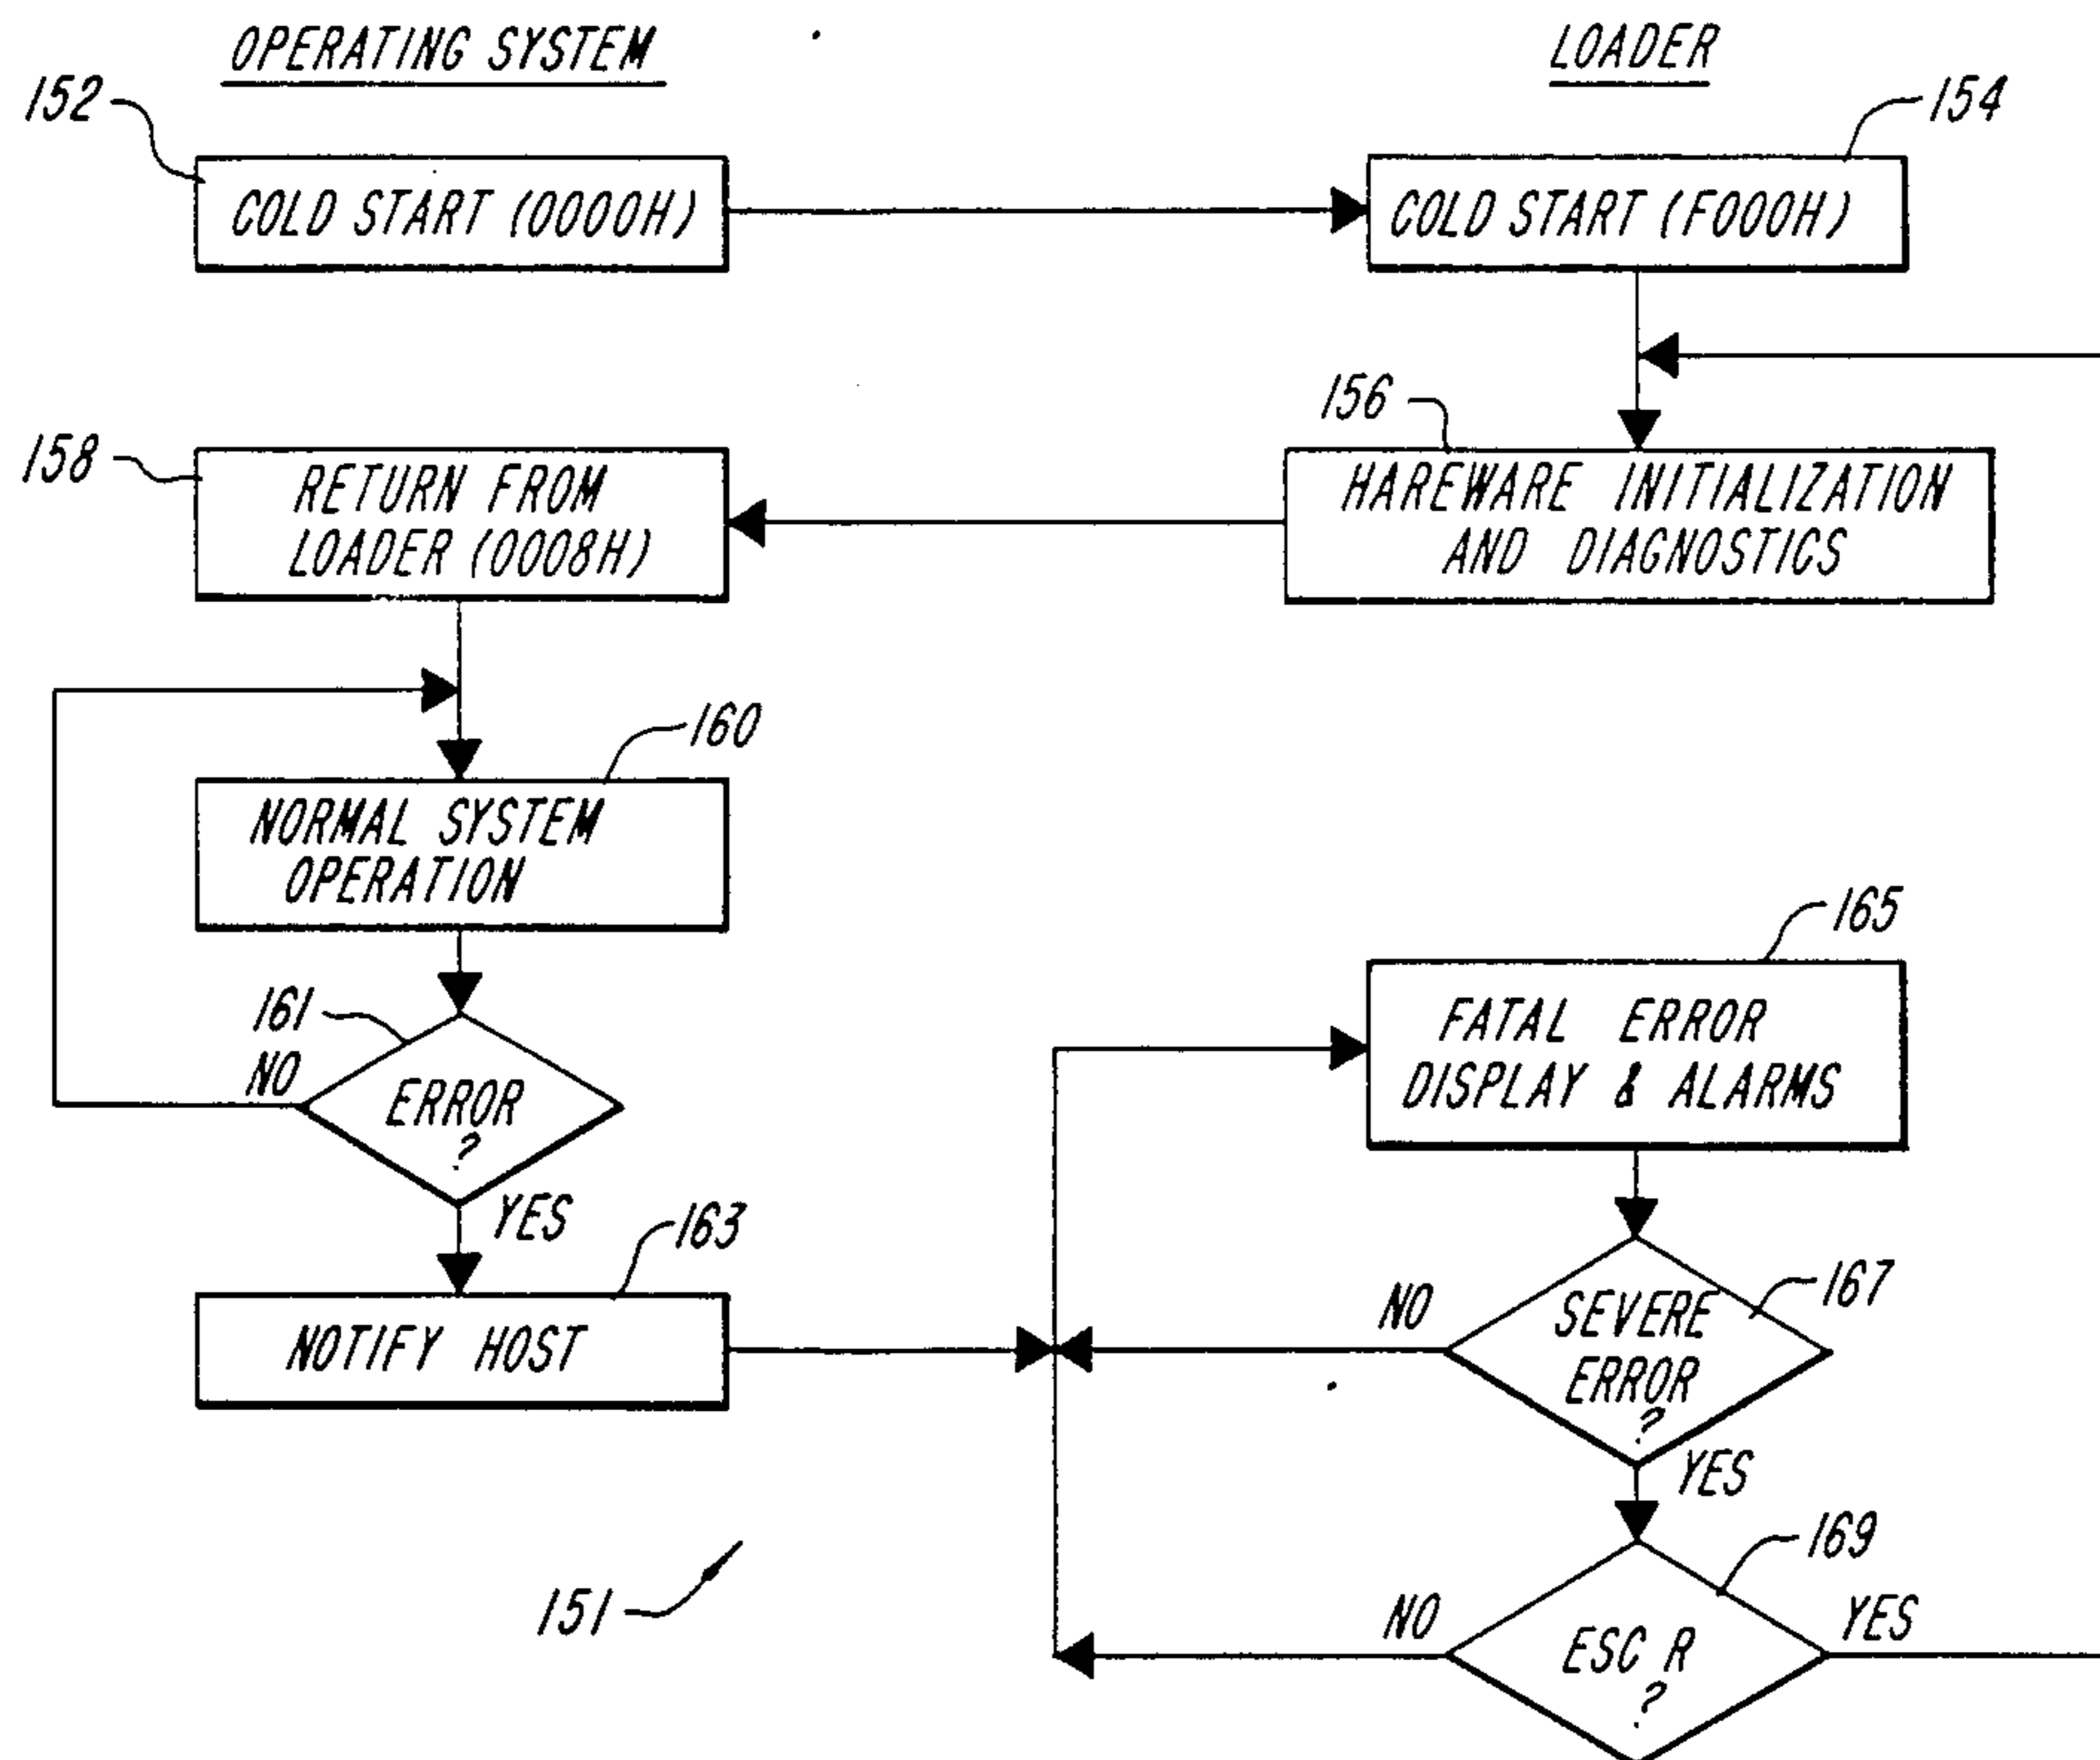 OPERATING SYSTEM
LOADER
152
154
COLD START (0000H)
COLD START (F000H)
156
158
RETURN FROM
LOADER (0008H)
HAREWARE INITIALIZATION
AND DIAGNOSTICS
160
NORMAL SYSTEM
OPERATION
165
161
FATAL ERROR
DISPLAY & ALARMS
NO
ERROR
?
YES
163
167
NOTIFY HOST
NO
SEVERE
ERROR
?
YES
169
151
NO
ESC R
?
YES